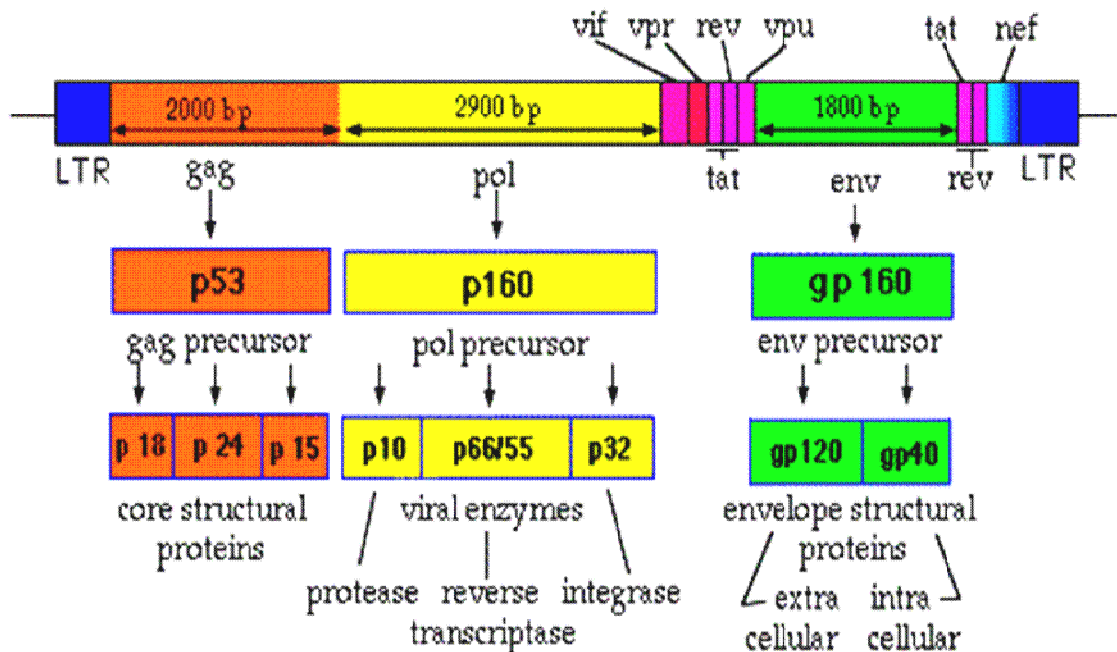 vif vpr rev vpu tat nef
2000 bp 2900 bp 1800 bp
LTR gag pol tat env rev LTR
p53 p160 gp 160
gag precursor pol precursor env precursor
p 18 p 24 p 15 p10 p66/55 p32 gp120 gp40
core structural viral enzymes envelope structural
proteins proteins
protease reverse integrase extra intra
transcriptase cellular cellular